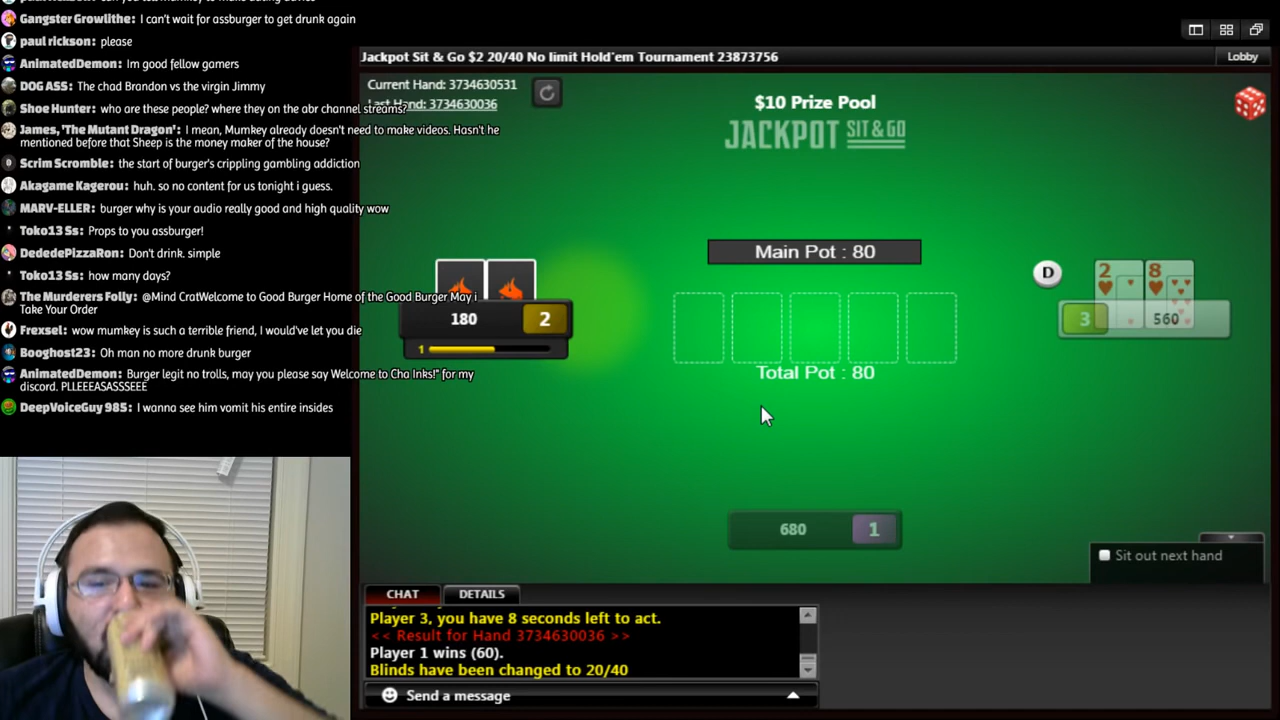 Gangster Growlithe: I can't wait for assburger to get drunk again
paul rickson: please
AnimatedDemon: Im good fellow gamers
DOG ASS: The chad Brandon vs the virgin Jimmy
Shoe Hunter: who are these people? where they on the abr channel streams?
James, 'The Mutant Dragon': I mean, Mumkey already doesn't need to make videos. Hasn't he
mentioned before that Sheep is the money maker of the house?
Scrim Scromble: the start of burger's crippling gambling addiction
Akagame Kagerou: huh. so no content for us tonight i guess.
MARV-ELLER: burger why is your audio really good and high quality wow
Toko13 Ss: Props to you assburger!
DededePizzaRon: Don't drink. simple
Toko13 Ss: how many days?
The Murderers Folly: @Mind CratWelcome to Good Burger Home of the Good Burger May i
Take Your Order
Frexsel: wow mumkey is such a terrible friend, I would've let you die
Booghost23: Oh man no more drunk burger
AnimatedDemon: Burger legit no trolls, may you please say Welcome to Cha Inks!" for my
discord. PLLEEEASASSSEEE
DeepVoiceGuy 985: I wanna see him vomit his entire insides
Jackpot Sit & Go $2 20/40 No limit Hold'em Tournament 23873756
Lobby
Current Hand: 3734630531
Last Hand: 3734630036
$10 Prize Pool
JACKPOT SIT & GO
Main Pot : 80
D
2 8
180 2
1
3 560
Total Pot : 80
680 1
Sit out next hand
CHAT DETAILS
Player 3, you have 8 seconds left to act.
<< Result for Hand 3734630036 >>
Player 1 wins (60).
Blinds have been changed to 20/40
Send a message